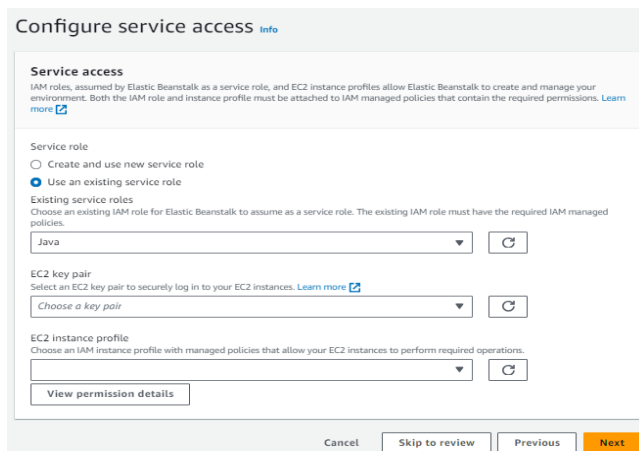 Configure service access Info
Service access
IAM roles, assumed by Elastic Beanstalk as a service role, and EC2 instance profiles allow Elastic Beanstalk to create and manage your
environment. Both the IAM role and instance profile must be attached to IAM managed policies that contain the required permissions. Learn
more
Service role
Create and use new service role
Use an existing service role
Existing service roles
Choose an existing IAM role for Elastic Beanstalk to assume as a service role. The existing IAM role must have the required IAM managed
policies.
Java
EC2 key pair
Select an EC2 key pair to securely log in to your EC2 instances. Learn more
Choose a key pair
EC2 instance profile
Choose an IAM instance profile with managed policies that allow your EC2 instances to perform required operations.
View permission details
Cancel Skip to review Previous Next